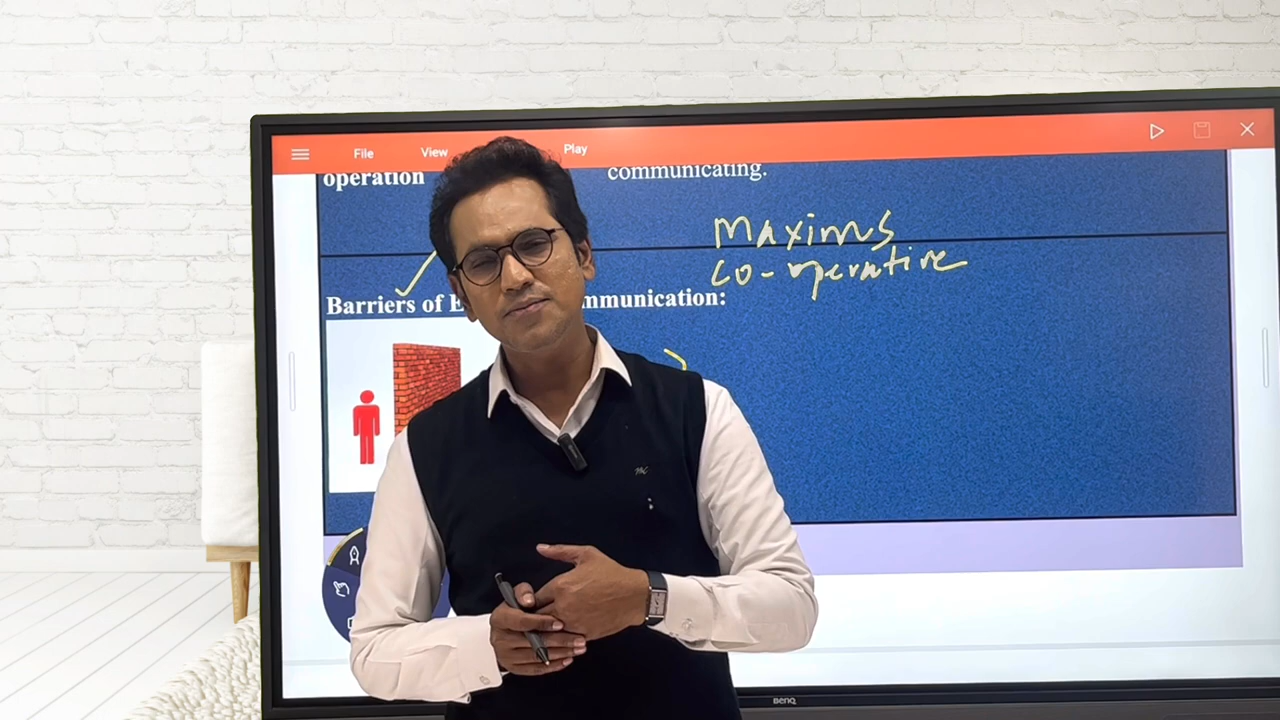 File View Play
operation communicating.
Maxims
co-operative
Barriers of E mmunication:
BenQ